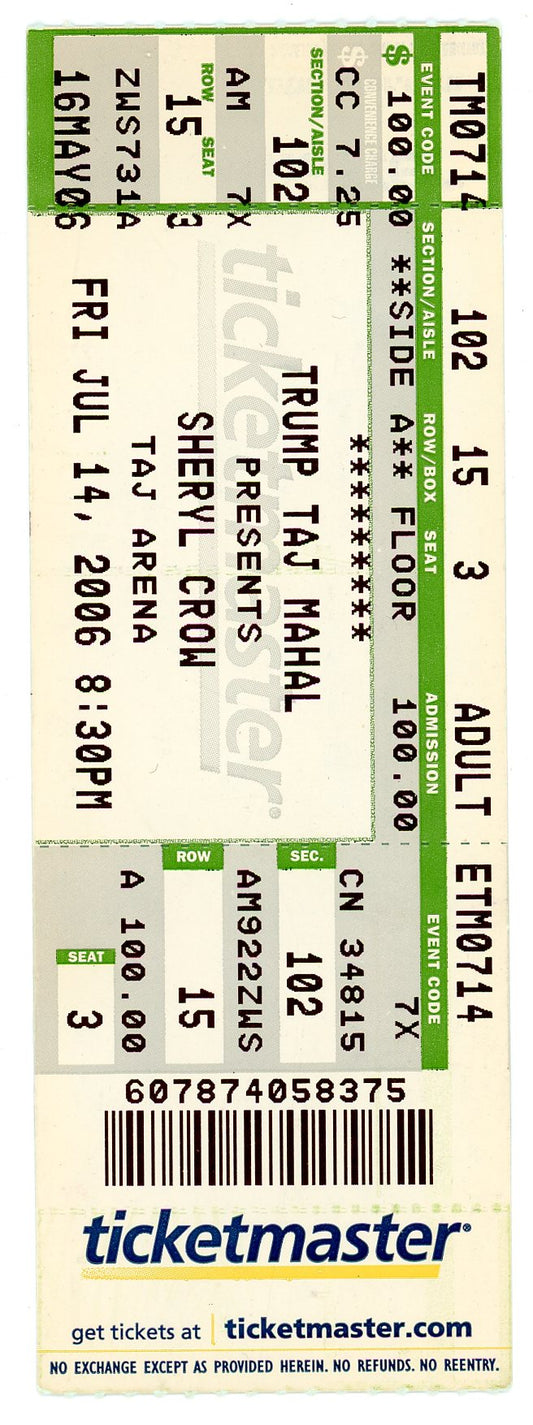 TM0714
EVENT CODE
$ 100.00
CONVENIENCE CHARGE
$
CC 7.25
SECTION/AISLE
102
AM 7X
ROW SEAT
15 3
ZWS731A
16MAY06
102 15 3 ADULT
SECTION/AISLE ROW/BOX SEAT ADMISSION
**SIDE A** FLOOR 100.00
*********
TRUMP TAJ MAHAL
PRESENTS
SHERYL CROW
TAJ ARENA
FRI JUL 14, 2006 8:30PM
ticketmaster®
ETM0714
EVENT CODE
7X
CN 34815
SEC.
102
AM922ZWS
ROW
15
A 100.00
SEAT
3
607874058375
ticketmaster®
get tickets at | ticketmaster.com
NO EXCHANGE EXCEPT AS PROVIDED HEREIN. NO REFUNDS. NO REENTRY.